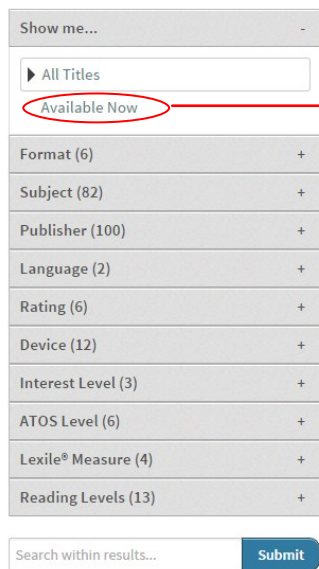 Show me... -
All Titles
Available Now
Format (6) +
Subject (82) +
Publisher (100) +
Language (2) +
Rating (6) +
Device (12) +
Interest Level (3) +
ATOS Level (6) +
Lexile® Measure (4) +
Reading Levels (13) +
Search within results... Submit